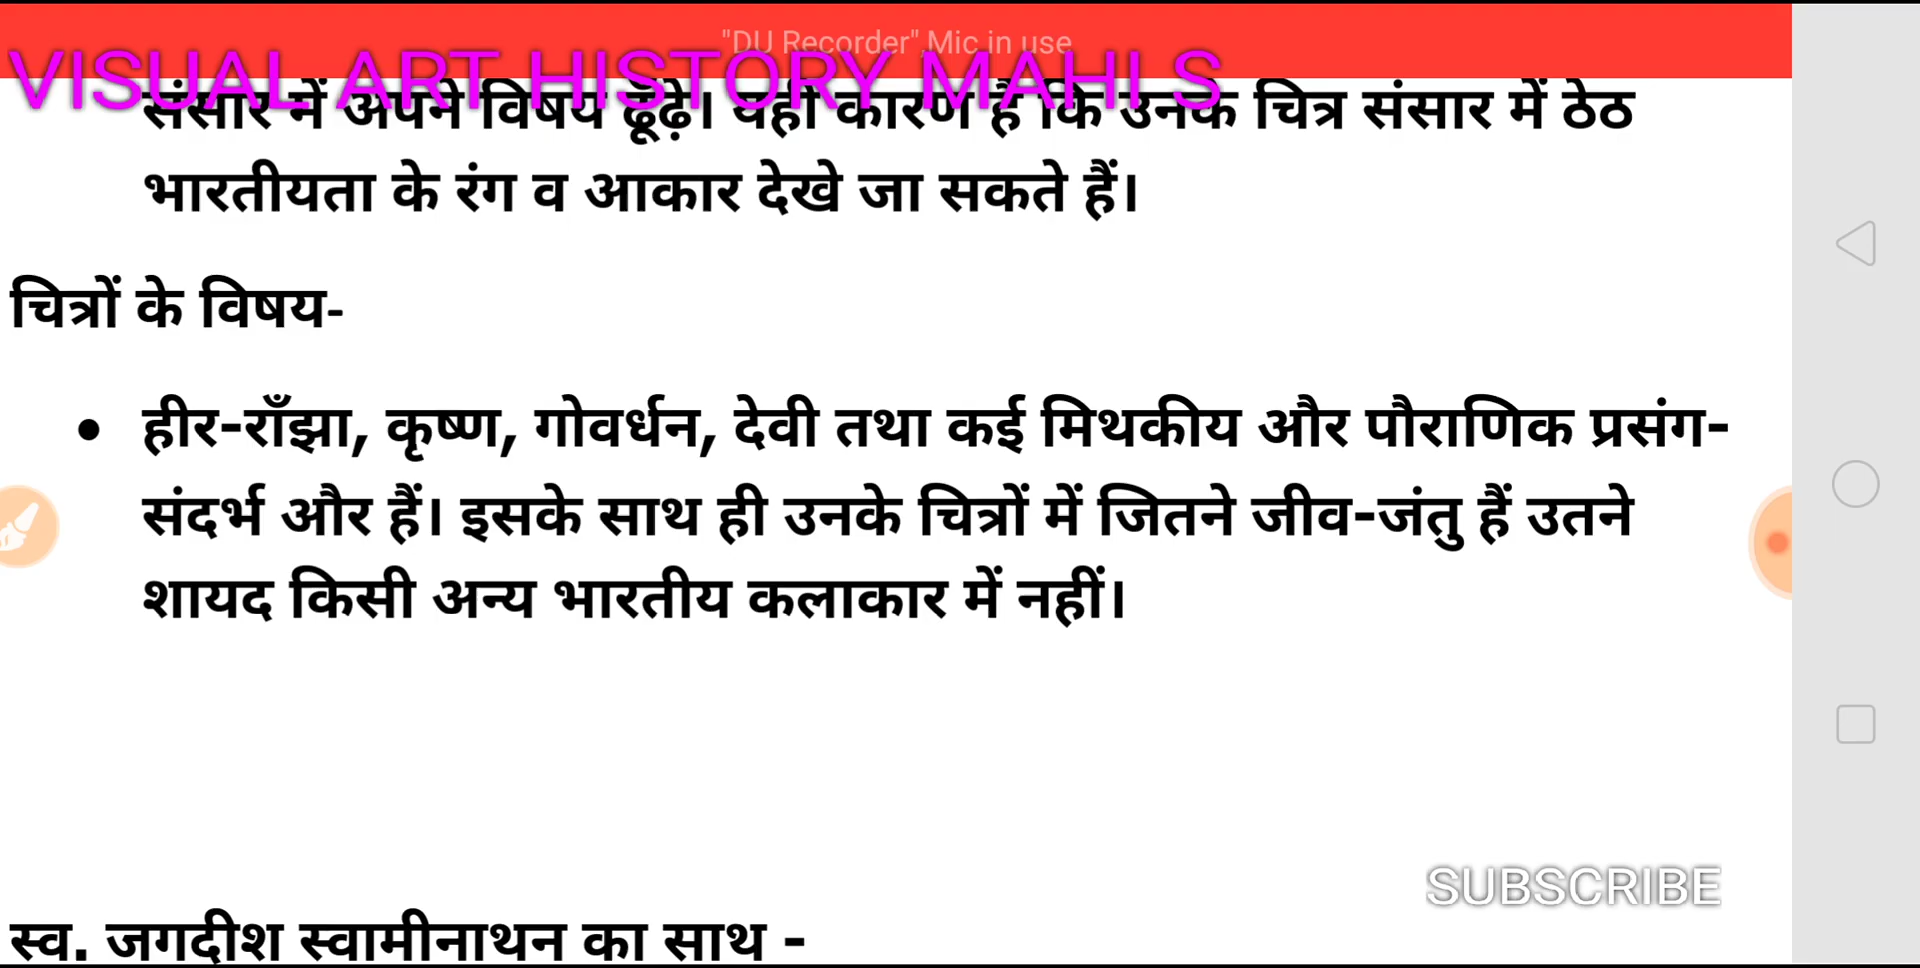 "DU Recorder",Mic in use
VISUAL ART HISTORY MAHI S
संसार में अपने विषय ढूँढ़े। यही कारण है कि उनके चित्र संसार में ठेठ
भारतीयता के रंग व आकार देखे जा सकते हैं।
चित्रों के विषय-
• हीर-राँझा, कृष्ण, गोवर्धन, देवी तथा कई मिथकीय और पौराणिक प्रसंग-
संदर्भ और हैं। इसके साथ ही उनके चित्रों में जितने जीव-जंतु हैं उतने
शायद किसी अन्य भारतीय कलाकार में नहीं।
SUBSCRIBE
स्व. जगदीश स्वामीनाथन का साथ -